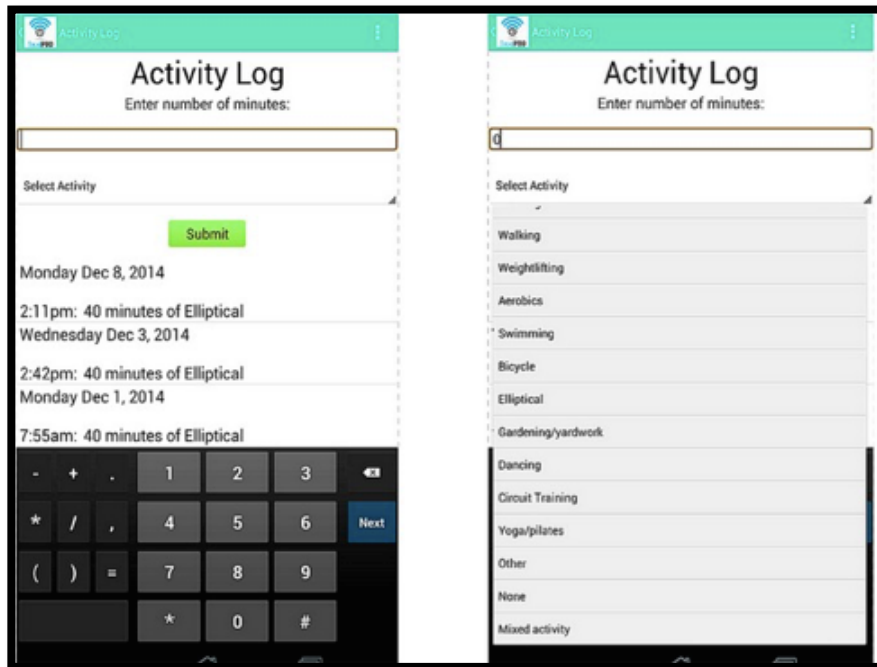 Activity Log
Activity Log
Enter number of minutes:
Select Activity
Submit
Monday Dec 8, 2014
2:11pm: 40 minutes of Elliptical
Wednesday Dec 3, 2014
2:42pm: 40 minutes of Elliptical
Monday Dec 1, 2014
7:55am: 40 minutes of Elliptical
- + . 1 2 3
* / , 4 5 6 Next
( ) = 7 8 9
* 0 #
Activity Log
Activity Log
Enter number of minutes:
0
Select Activity
Walking
Weightlifting
Aerobics
Swimming
Bicycle
Elliptical
Gardening/yardwork
Dancing
Circuit Training
Yoga/pilates
Other
None
Mixed activity